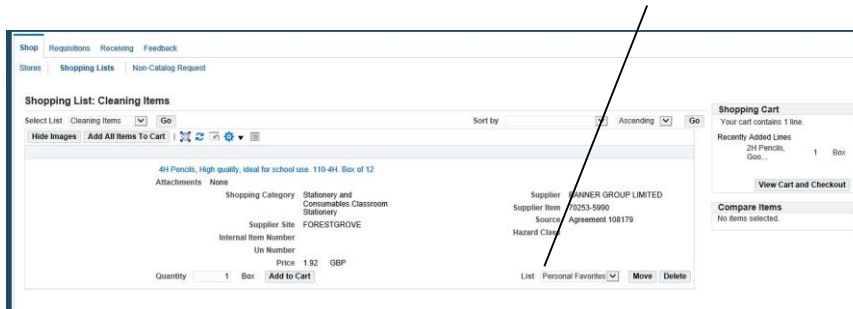 Shop Requisitions Receiving Feedback
Stores Shopping Lists Non-Catalog Request
Shopping List: Cleaning Items
Select List Cleaning Items Go Sort by Ascending Go
Hide Images Add All Items To Cart
4H Pencils, High quality, ideal for school use. 110-4H. Box of 12
Attachments None
Shopping Category Stationery and
Consumables.Classroom
Stationery
Supplier Site FORESTGROVE
Internal Item Number
Un Number
Price 1.92 GBP
Quantity 1 Box Add to Cart
Supplier BANNER GROUP LIMITED
Supplier Item 70253-5990
Source Agreement 108179
Hazard Class
List Personal Favorites Move Delete
Shopping Cart
Your cart contains 1 line.
Recently Added Lines
2H Pencils,
Goo... 1 Box
View Cart and Checkout
Compare Items
No items selected.